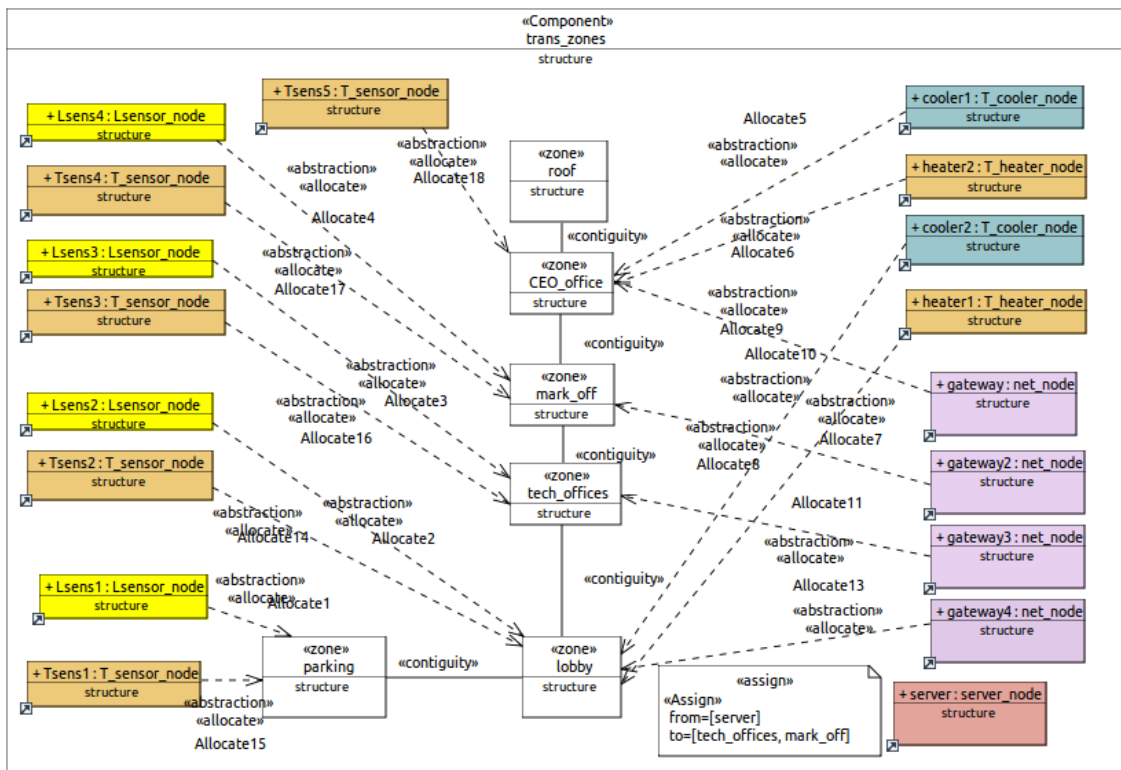 «Component»
trans_zones
structure
+ Tsens5 : T_sensor_node
structure
+ Lsens4 : Lsensor_node
structure
+ Tsens4 : T_sensor_node
structure
+ Lsens3 : Lsensor_node
structure
+ Tsens3 : T_sensor_node
structure
+ Lsens2 : Lsensor_node
structure
+ Tsens2 : T_sensor_node
structure
+ Lsens1 : Lsensor_node
structure
+ Tsens1 : T_sensor_node
structure
«abstraction»
«allocate»
Allocate18
«abstraction»
«allocate»
Allocate4
«abstraction»
«allocate»
Allocate17
«abstraction»
«allocate»
Allocate3
«abstraction»
«allocate»
Allocate16
«abstraction»
«allocate»
Allocate2
«abstraction»
«allocate»
Allocate14
«abstraction»
«allocate»
Allocate1
«abstraction»
«allocate»
Allocate15
«zone»
roof
structure
«contiguity»
«zone»
CEO_office
structure
«contiguity»
«zone»
mark_off
structure
«contiguity»
«zone»
tech_offices
structure
«contiguity»
«zone»
lobby
structure
«contiguity»
«zone»
parking
structure
Allocate5
«abstraction»
«allocate»
«abstraction»
«allocate»
Allocate6
«abstraction»
«allocate»
Allocate9
Allocate10
«abstraction»
«allocate»
«abstraction»
«allocate»
Allocate7
«abstraction»
«allocate»
Allocate8
Allocate11
«abstraction»
«allocate»
Allocate13
«abstraction»
«allocate»
+ cooler1 : T_cooler_node
structure
+ heater2 : T_heater_node
structure
+ cooler2 : T_cooler_node
structure
+ heater1 : T_heater_node
structure
+ gateway : net_node
structure
+ gateway2 : net_node
structure
+ gateway3 : net_node
structure
+ gateway4 : net_node
structure
+ server : server_node
structure
«assign»
«Assign»
from=[server]
to=[tech_offices, mark_off]